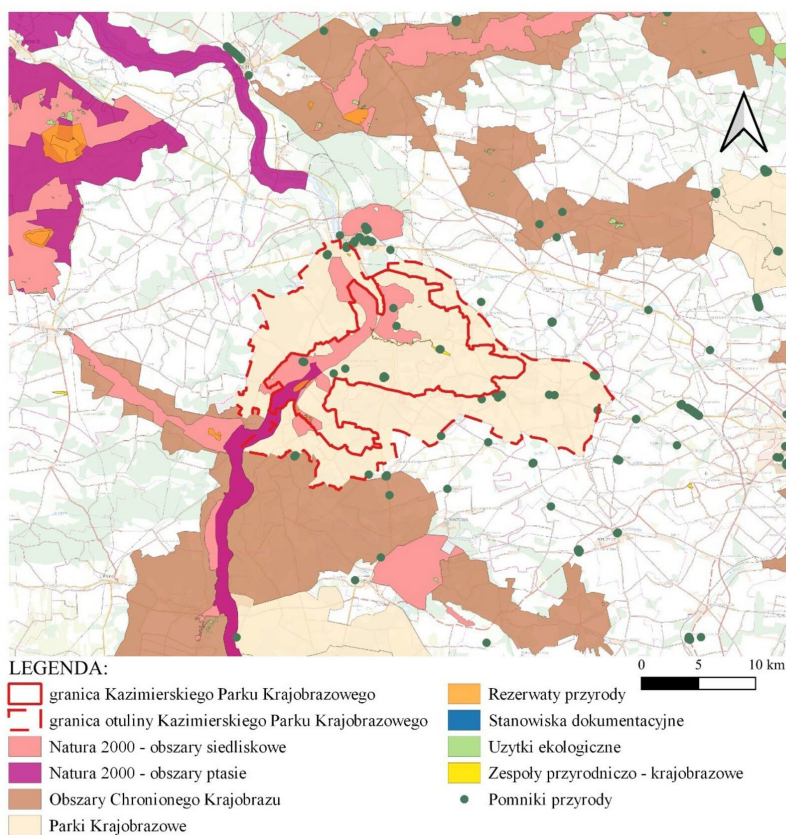 LEGENDA:
0 5 10 km
granica Kazimierskiego Parku Krajobrazowego
granica otuliny Kazimierskiego Parku Krajobrazowego
Natura 2000 - obszary siedliskowe
Natura 2000 - obszary ptasie
Obszary Chronionego Krajobrazu
Parki Krajobrazowe
Rezerwaty przyrody
Stanowiska dokumentacyjne
Uzytki ekologiczne
Zespoły przyrodniczo - krajobrazowe
Pomniki przyrody